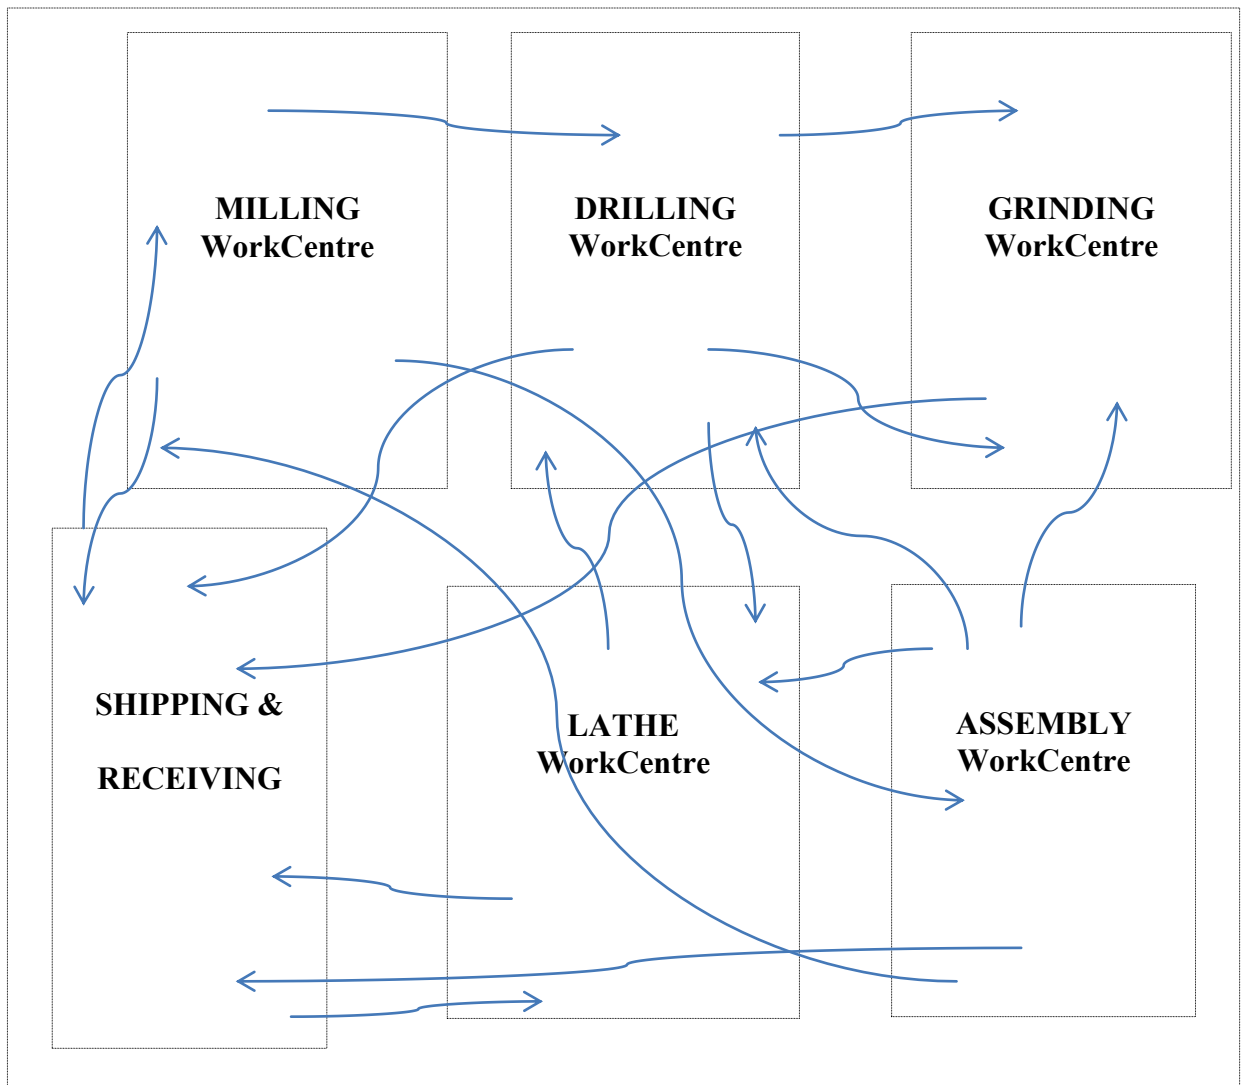 MILLING
WorkCentre
DRILLING
WorkCentre
GRINDING
WorkCentre
SHIPPING &
RECEIVING
LATHE
WorkCentre
ASSEMBLY
WorkCentre